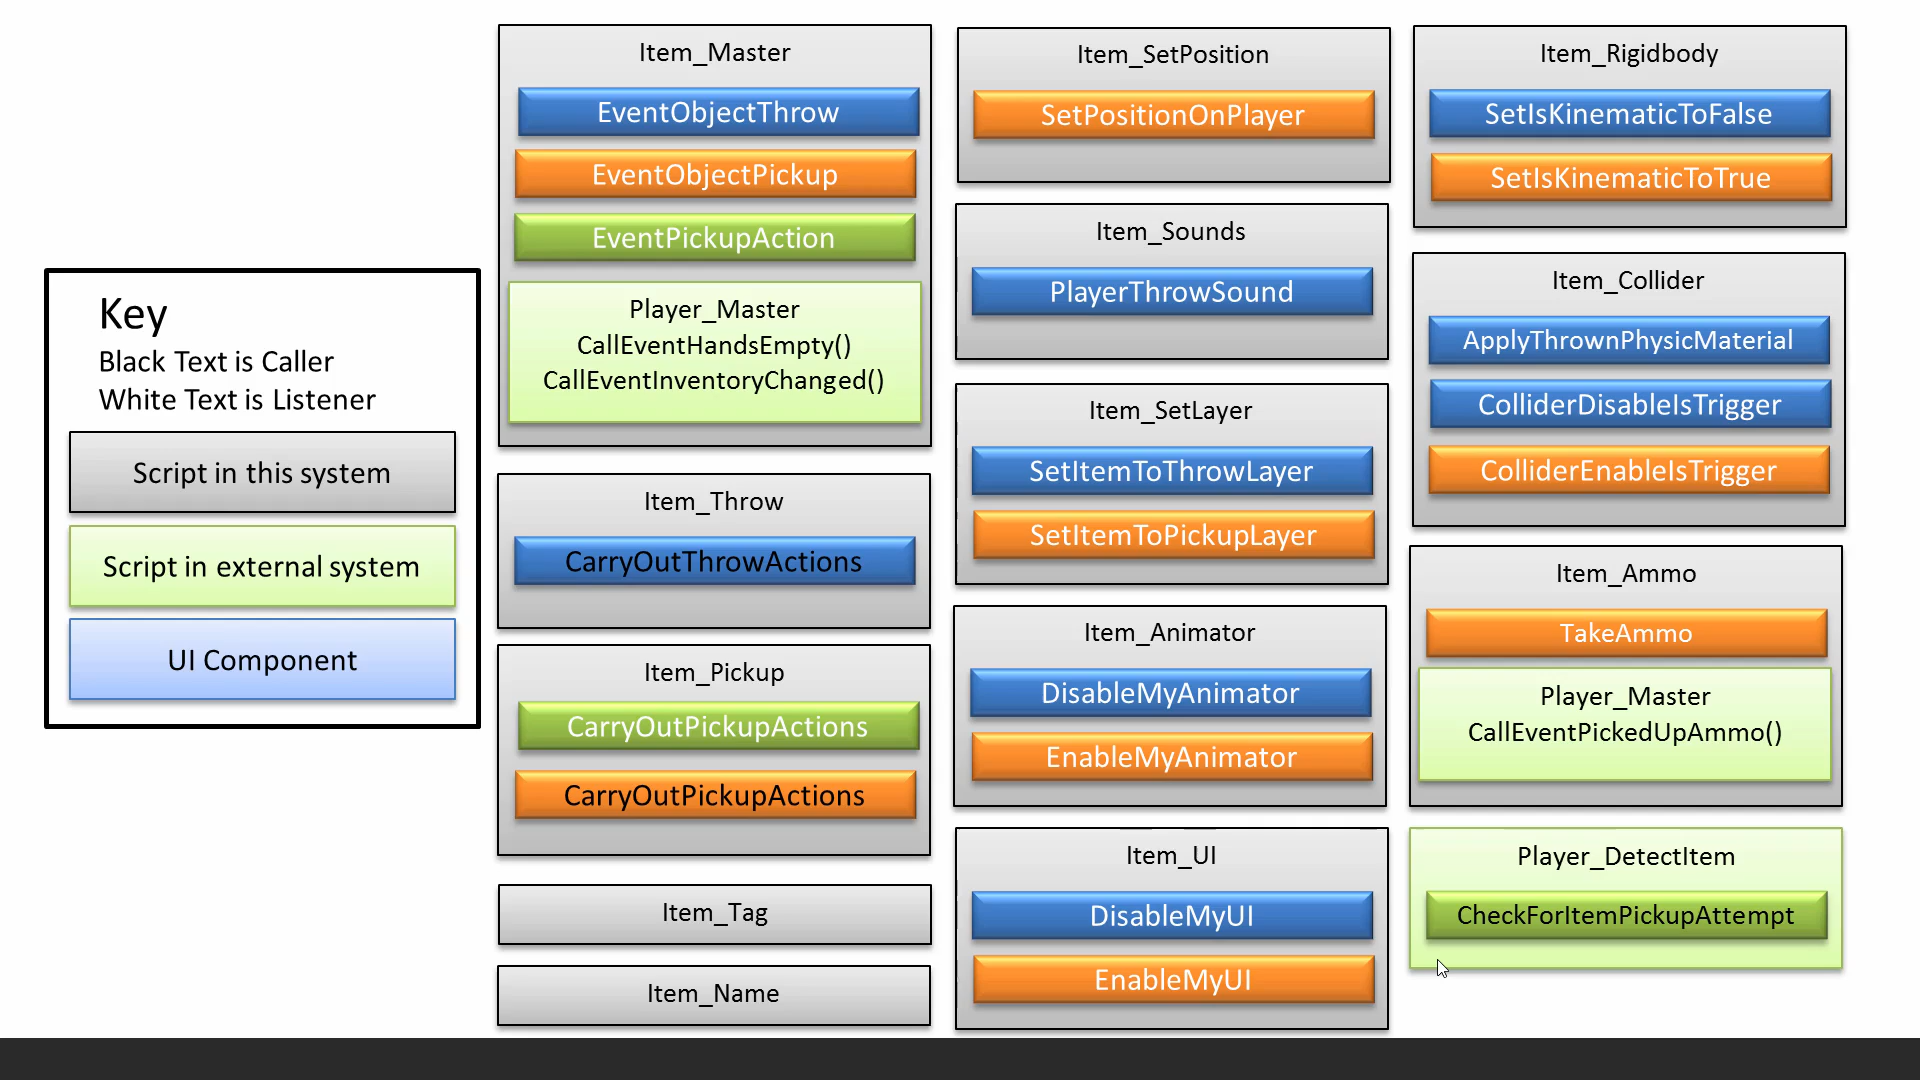 Key
Black Text is Caller
White Text is Listener
Script in this system
Script in external system
UI Component
Item_Master
EventObjectThrow
EventObjectPickup
EventPickupAction
Player_Master
CallEventHandsEmpty()
CallEventInventoryChanged()
Item_Throw
CarryOutThrowActions
Item_Pickup
CarryOutPickupActions
CarryOutPickupActions
Item_Tag
Item_Name
Item_SetPosition
SetPositionOnPlayer
Item_Sounds
PlayerThrowSound
Item_SetLayer
SetItemToThrowLayer
SetItemToPickupLayer
Item_Animator
DisableMyAnimator
EnableMyAnimator
Item_UI
DisableMyUI
EnableMyUI
Item_Rigidbody
SetIsKinematicToFalse
SetIsKinematicToTrue
Item_Collider
ApplyThrownPhysicMaterial
ColliderDisableIsTrigger
ColliderEnableIsTrigger
Item_Ammo
TakeAmmo
Player_Master
CallEventPickedUpAmmo()
Player_DetectItem
CheckForItemPickupAttempt